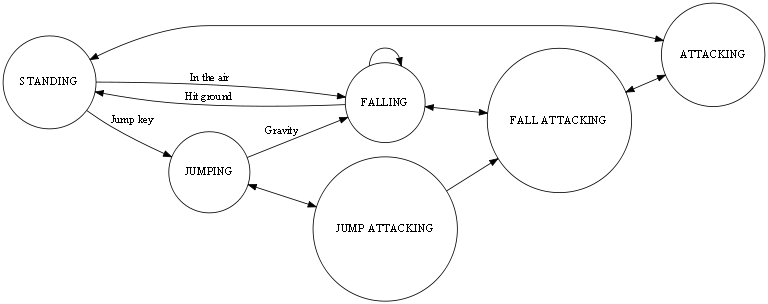 ATTACKING
STANDING
In the air
Hit ground
FALLING
Jump key
FALL ATTACKING
Gravity
JUMPING
JUMP ATTACKING